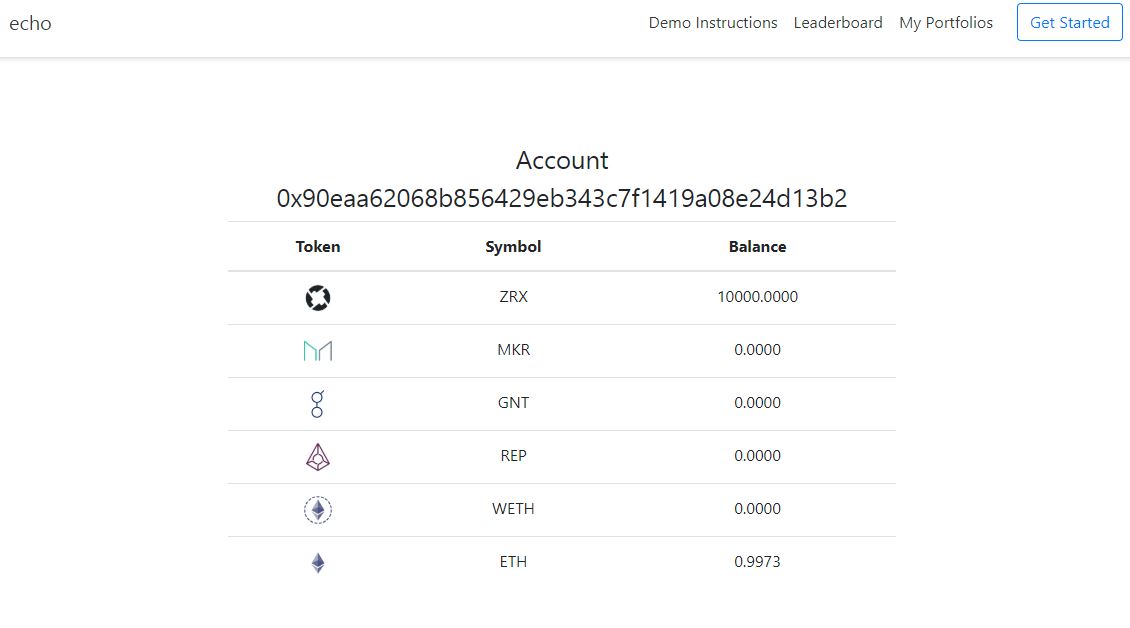 echo
Demo Instructions Leaderboard My Portfolios Get Started
Account
0x90eaa62068b856429eb343c7f1419a08e24d13b2
Token Symbol Balance
ZRX 10000.0000
MKR 0.0000
GNT 0.0000
REP 0.0000
WETH 0.0000
ETH 0.9973